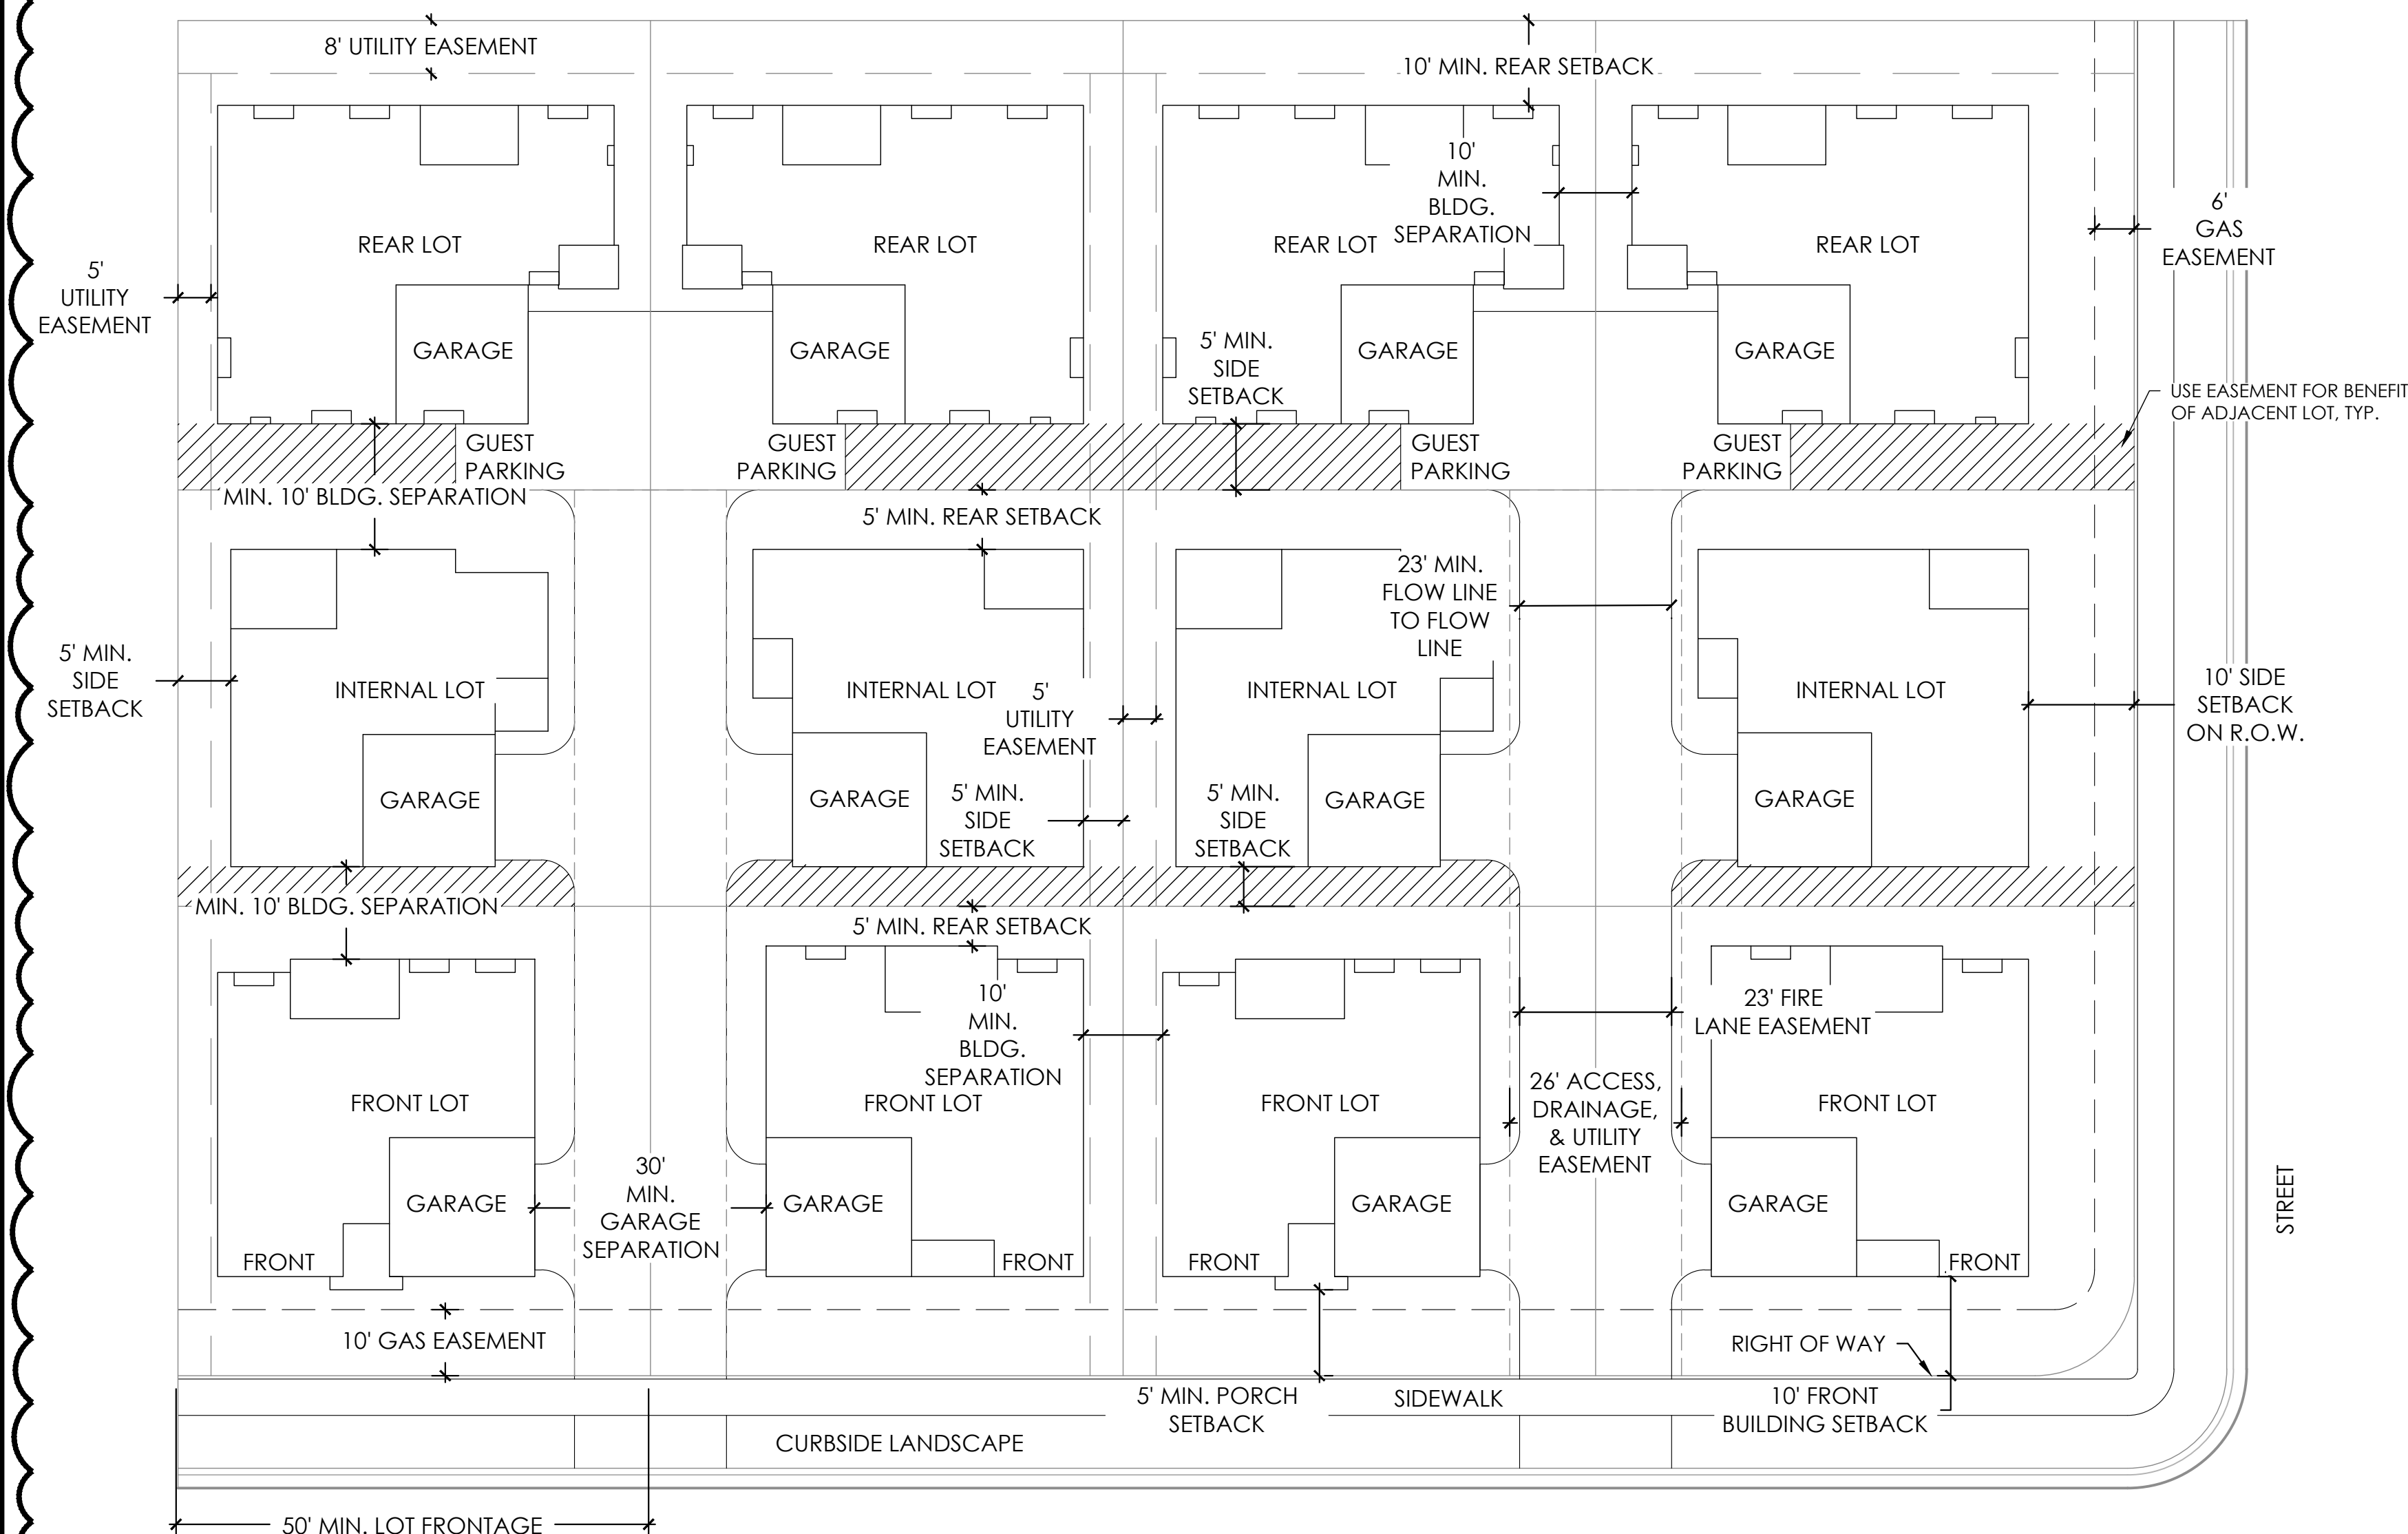 8' UTILITY EASEMENT
10' MIN. REAR SETBACK
10'
MIN.
BLDG.
SEPARATION
REAR LOT
REAR LOT
REAR LOT
REAR LOT
6'
GAS
EASEMENT
5'
UTILITY
EASEMENT
GARAGE
GARAGE
5' MIN.
SIDE
SETBACK
GARAGE
GARAGE
USE EASEMENT FOR BENEFIT
OF ADJACENT LOT, TYP.
GUEST
PARKING
GUEST
PARKING
GUEST
PARKING
GUEST
PARKING
MIN. 10' BLDG. SEPARATION
5' MIN. REAR SETBACK
23' MIN.
FLOW LINE
TO FLOW
LINE
5' MIN.
SIDE
SETBACK
INTERNAL LOT
INTERNAL LOT
5'
UTILITY
EASEMENT
INTERNAL LOT
INTERNAL LOT
10' SIDE
SETBACK
ON R.O.W.
GARAGE
GARAGE
5' MIN.
SIDE
SETBACK
5' MIN.
SIDE
SETBACK
GARAGE
GARAGE
MIN. 10' BLDG. SEPARATION
5' MIN. REAR SETBACK
10'
MIN.
BLDG.
SEPARATION
23' FIRE
LANE EASEMENT
FRONT LOT
FRONT LOT
FRONT LOT
26' ACCESS,
DRAINAGE,
& UTILITY
EASEMENT
FRONT LOT
30'
MIN.
GARAGE
SEPARATION
GARAGE
GARAGE
GARAGE
GARAGE
STREET
FRONT
FRONT
FRONT
FRONT
10' GAS EASEMENT
RIGHT OF WAY
5' MIN. PORCH
SETBACK
SIDEWALK
10' FRONT
BUILDING SETBACK
CURBSIDE LANDSCAPE
50' MIN. LOT FRONTAGE